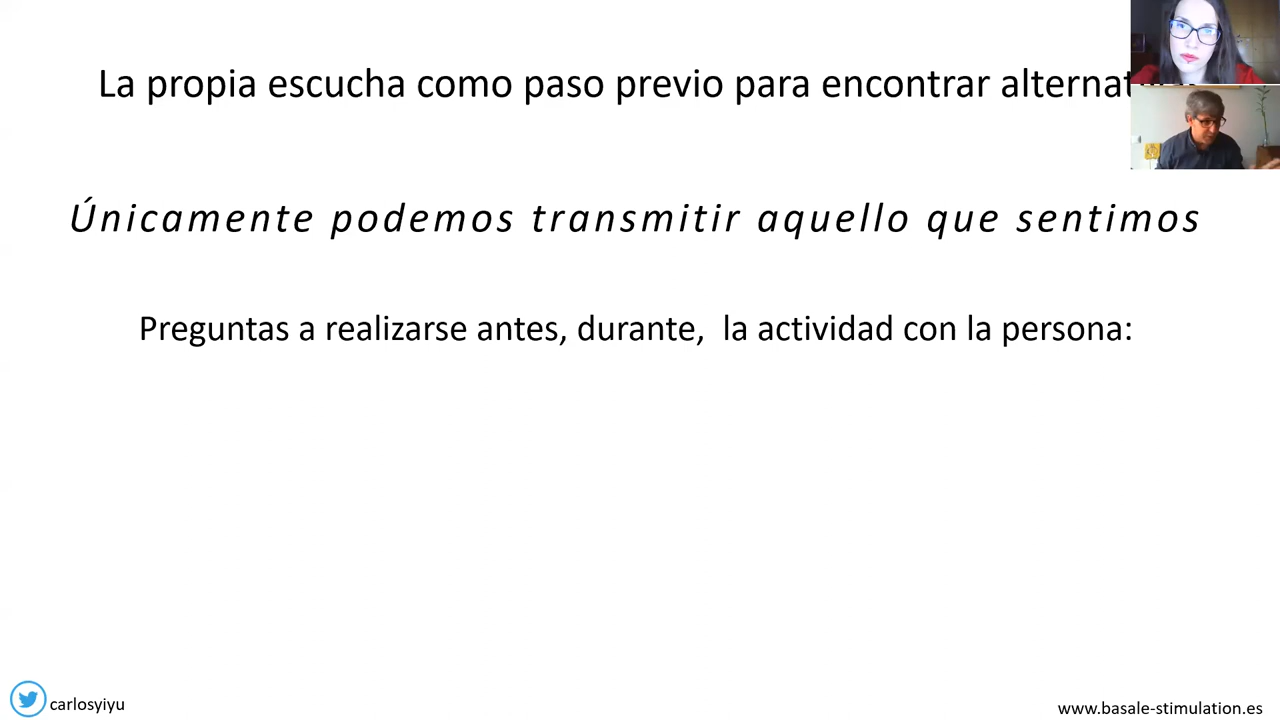 La propia escucha como paso previo para encontrar
Únicamente podemos transmitir aquello que sentimos
Preguntas a realizarse antes, durante,  la actividad con la persona:
carlosyiyu
www.basale-stimulation.es